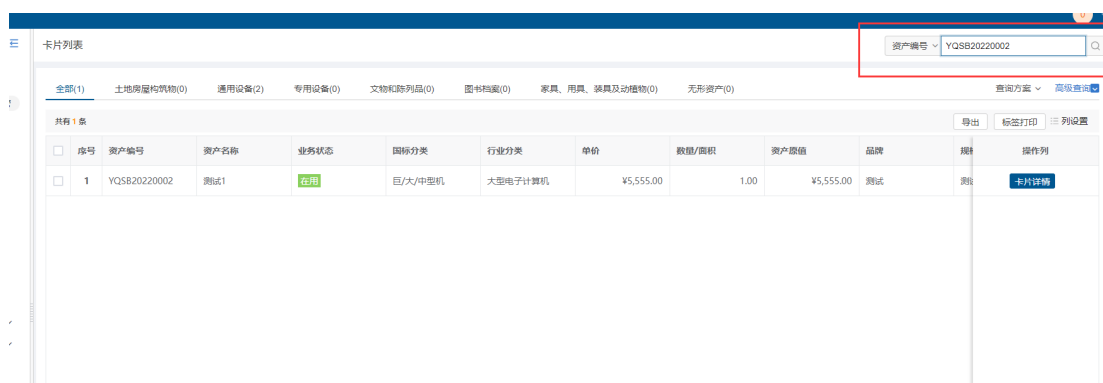 卡片列表
资产编号 YQSB20220002
全部(1) 土地房屋构筑物(0) 通用设备(2) 专用设备(0) 文物和陈列品(0) 图书档案(0) 家具、用具、装具及动植物(0) 无形资产(0) 查询方案 高级查询
共有 1 条 导出 标签打印 列设置
序号 资产编号 资产名称 业务状态 国标分类 行业分类 单价 数量/面积 资产原值 品牌 操作列
1 YQSB20220002 测试1 在用 巨/大/中型机 大型电子计算机 ¥5,555.00 1.00 ¥5,555.00 测试 卡片详情